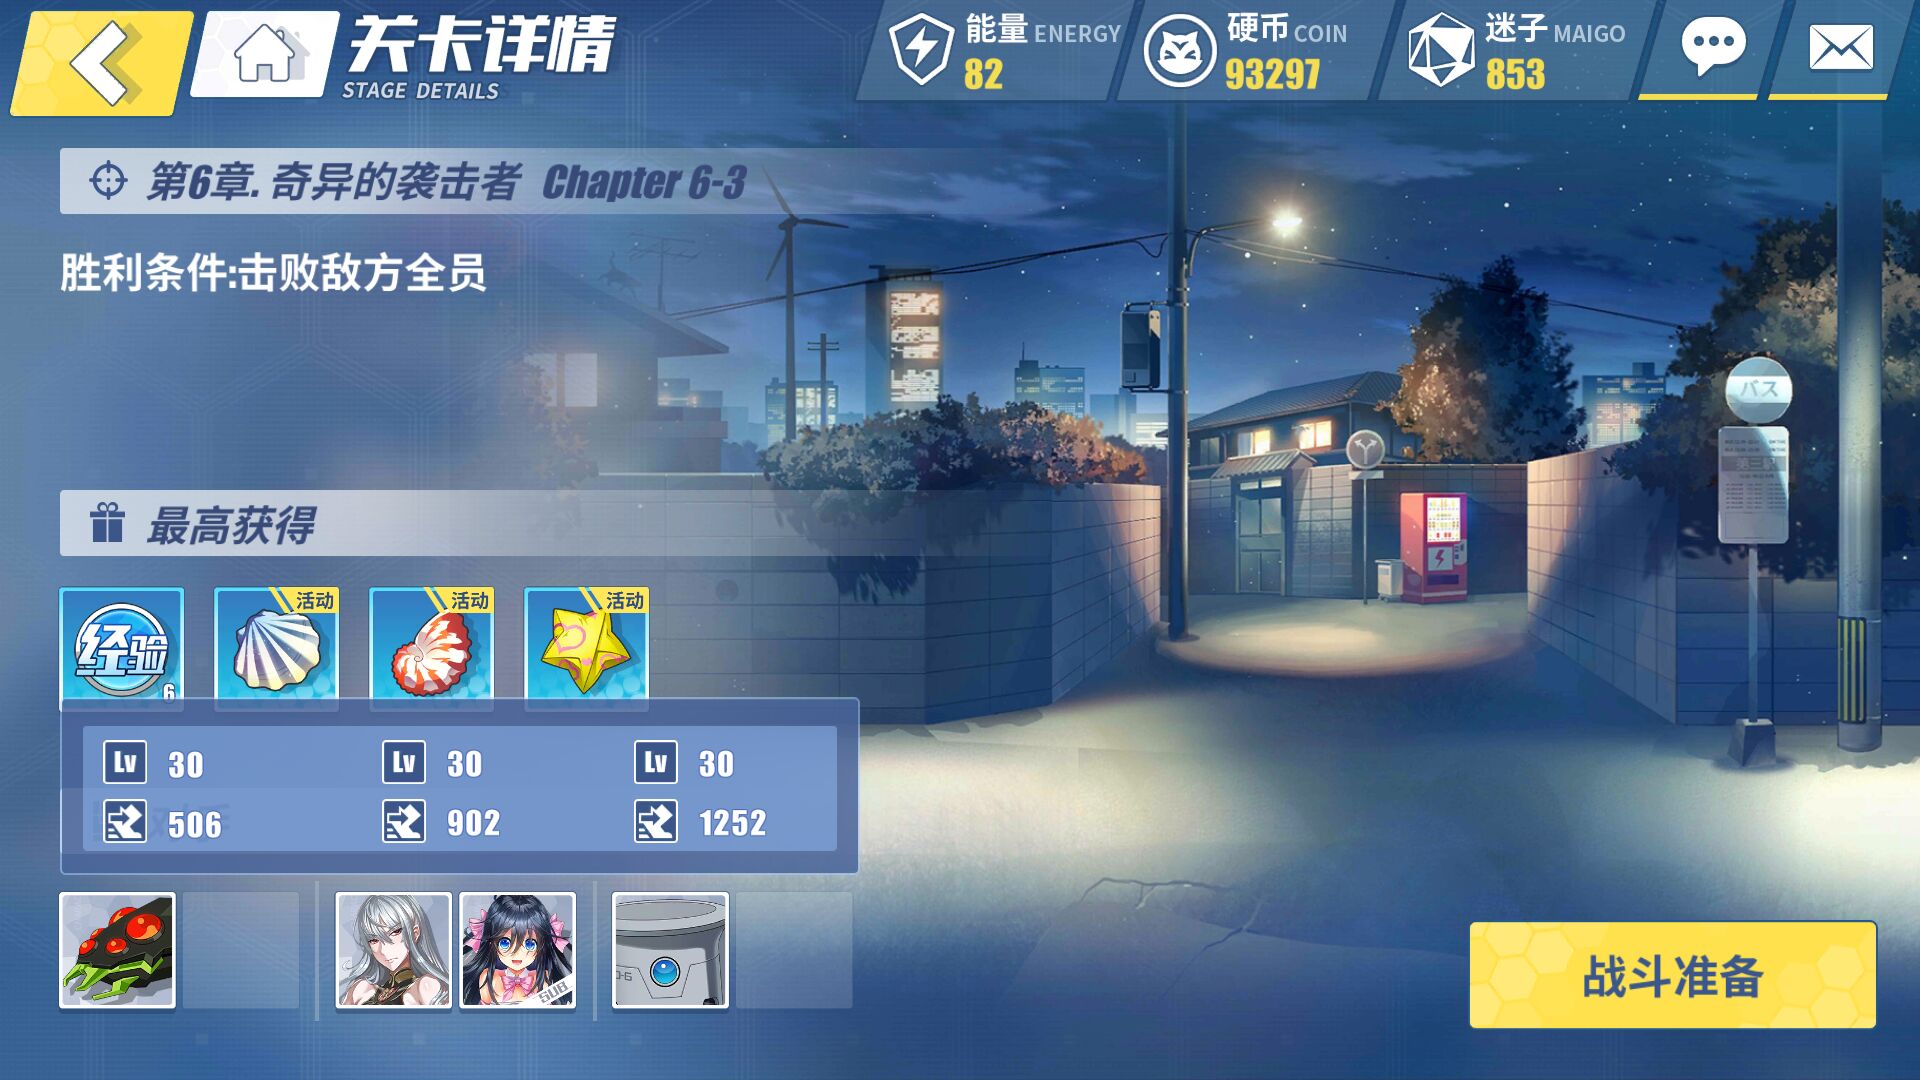 关卡详情
STAGE DETAILS
能量 ENERGY
82
硬币 COIN
93297
迷子 MAIGO
853
第6章. 奇异的袭击者 Chapter 6-3
胜利条件:击败敌方全员
バス
最高获得
经验
6
活动
活动
活动
Lv 30
Lv 30
Lv 30
506
902
1252
SUB
战斗准备